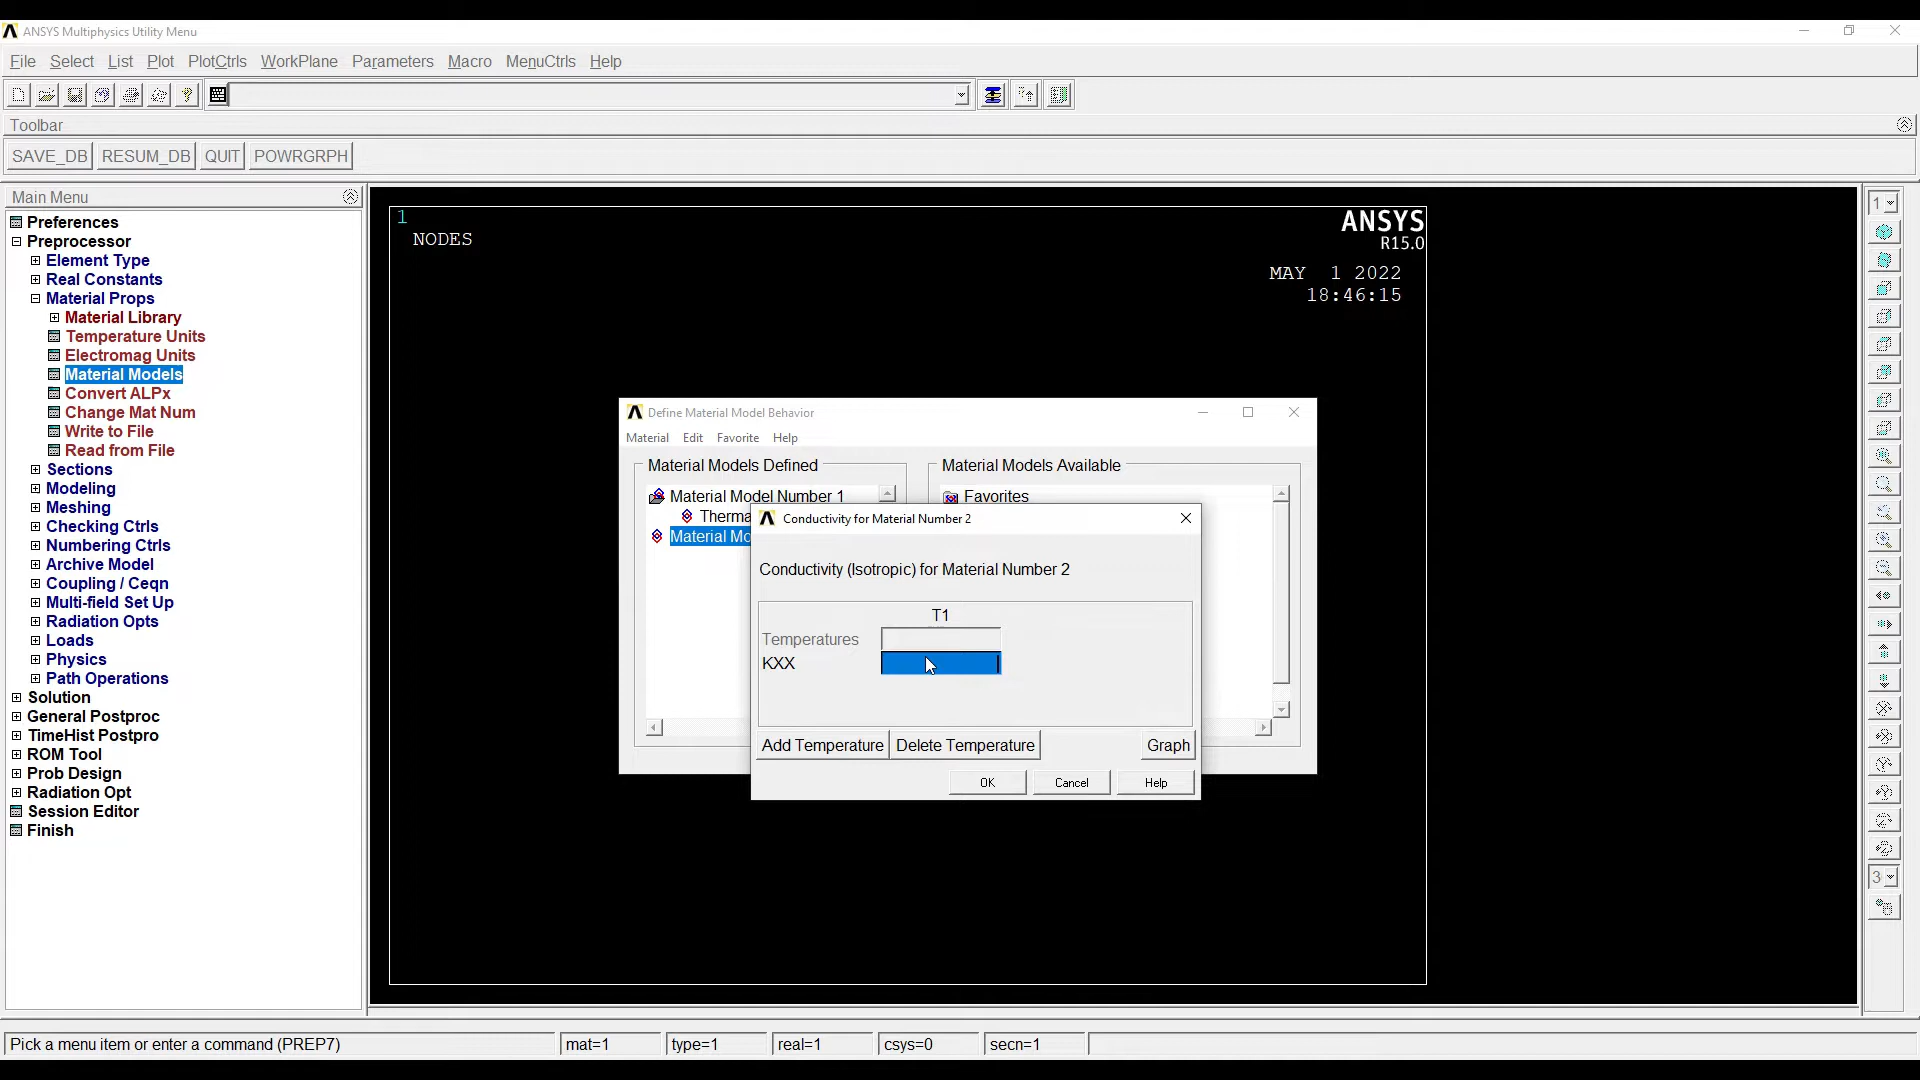 ANSYS Multiphysics Utility Menu
File Select List Plot PlotCtrls WorkPlane Parameters Macro MenuCtrls Help
Toolbar
SAVE_DB RESUM_DB QUIT POWRGRPH
Main Menu
Preferences
Preprocessor
Element Type
Real Constants
Material Props
Material Library
Temperature Units
Electromag Units
Material Models
Convert ALPx
Change Mat Num
Write to File
Read from File
Sections
Modeling
Meshing
Checking Ctrls
Numbering Ctrls
Archive Model
Coupling / Ceqn
Multi-field Set Up
Radiation Opts
Loads
Physics
Path Operations
Solution
General Postproc
TimeHist Postpro
ROM Tool
Prob Design
Radiation Opt
Session Editor
Finish
1
NODES
ANSYS
R15.0
MAY 1 2022
18:46:15
Define Material Model Behavior
Material Edit Favorite Help
Material Models Defined
Material Model Number 1
Therma
Material Mo
Material Models Available
Favorites
Conductivity for Material Number 2
Conductivity (Isotropic) for Material Number 2
T1
Temperatures
KXX
Add Temperature Delete Temperature Graph
OK Cancel Help
1
3
Pick a menu item or enter a command (PREP7) mat=1 type=1 real=1 csys=0 secn=1